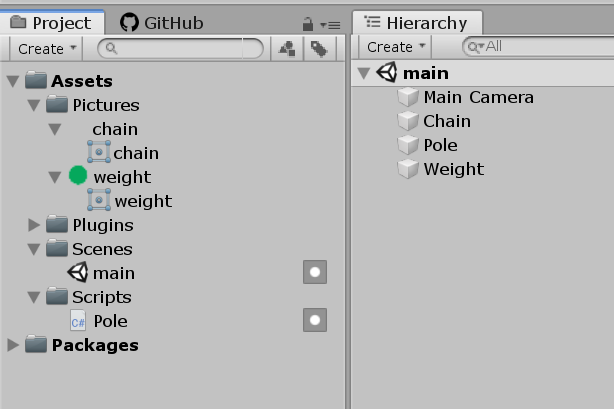 Project
GitHub
Create
Assets
Pictures
chain
chain
weight
weight
Plugins
Scenes
main
Scripts
C#
Pole
Packages
Hierarchy
Create
All
main
Main Camera
Chain
Pole
Weight